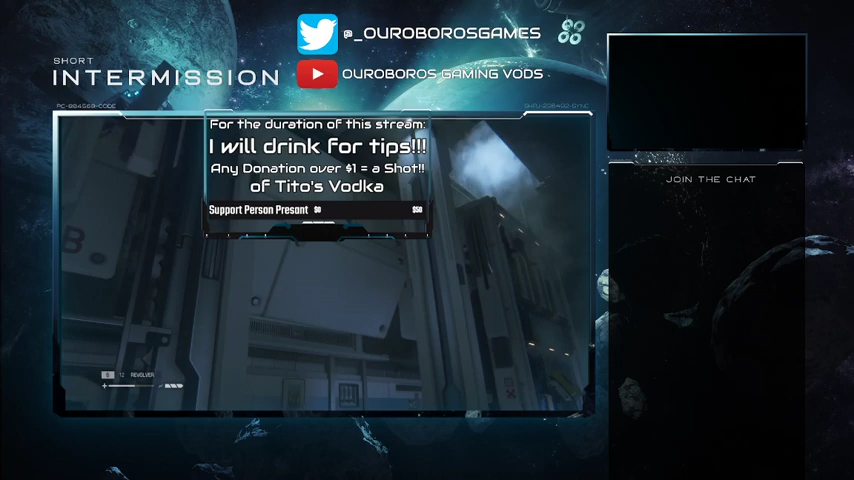 @_OUROBOROSGAMES
SHORT
INTERMISSION
OUROBOROS GAMING VODS
For the duration of this stream:
I will drink for tips!!!
Any Donation over $1 = a Shot!!
of Tito's Vodka
Support Person Presant $0 $50
JOIN THE CHAT
12 REVOLVER